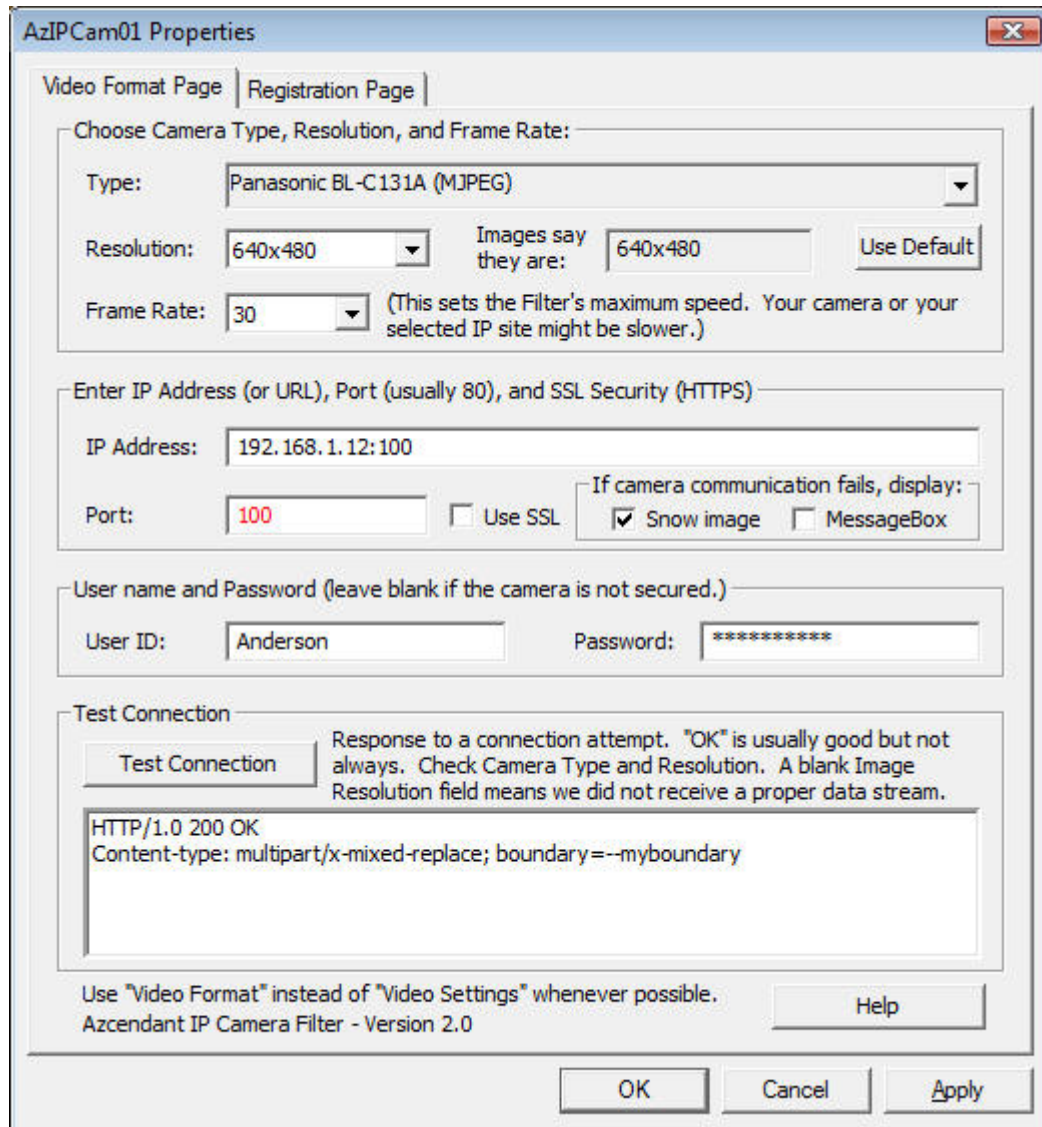 AzIPCam01 Properties
Video Format Page
Registration Page
Choose Camera Type, Resolution, and Frame Rate:
Type:
Panasonic BL-C131A (MJPEG)
Resolution:
640x480
Images say
they are:
640x480
Use Default
Frame Rate:
30
(This sets the Filter's maximum speed. Your camera or your
selected IP site might be slower.)
Enter IP Address (or URL), Port (usually 80), and SSL Security (HTTPS)
IP Address:
192.168.1.12:100
Port:
100
Use SSL
If camera communication fails, display:
Snow image
MessageBox
User name and Password (leave blank if the camera is not secured.)
User ID:
Anderson
Password:
**********
Test Connection
Test Connection
Response to a connection attempt. "OK" is usually good but not
always. Check Camera Type and Resolution. A blank Image
Resolution field means we did not receive a proper data stream.
HTTP/1.0 200 OK
Content-type: multipart/x-mixed-replace; boundary=--myboundary
Use "Video Format" instead of "Video Settings" whenever possible.
Azcendant IP Camera Filter - Version 2.0
Help
OK
Cancel
Apply